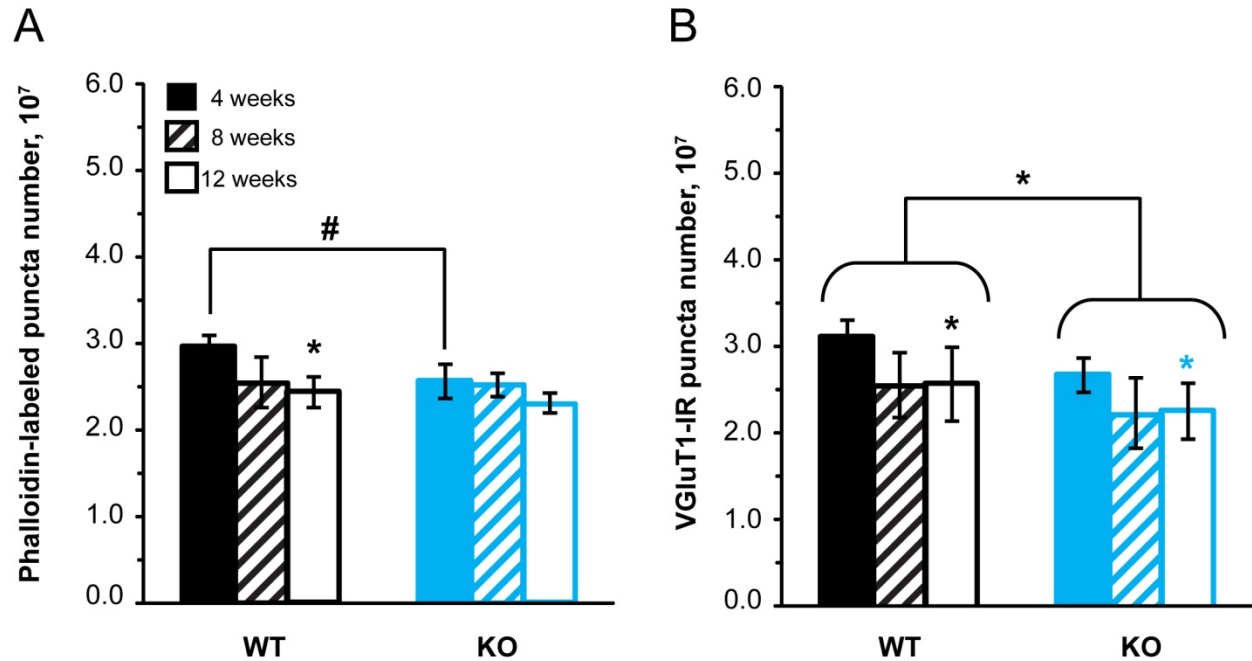 A
Phalloidin-labeled puncta number, 10⁷
6.0
5.0
4.0
3.0
2.0
1.0
0.0
4 weeks
8 weeks
12 weeks
#
*
WT
KO
B
VGluT1-IR puncta number, 10⁷
6.0
5.0
4.0
3.0
2.0
1.0
0.0
*
*
*
WT
KO